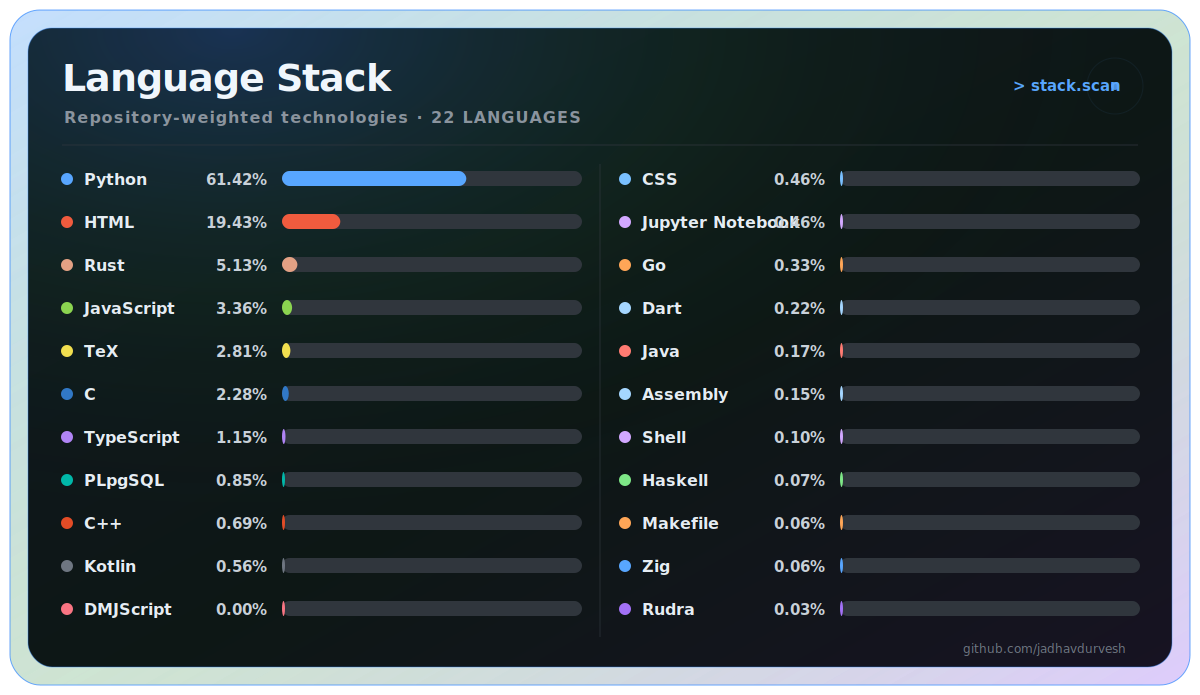 Language Stack
> stack.scan
Repository-weighted technologies · 22 LANGUAGES
Python 61.42%
HTML 19.43%
Rust 5.13%
JavaScript 3.36%
TeX 2.81%
C 2.28%
TypeScript 1.15%
PLpgSQL 0.85%
C++ 0.69%
Kotlin 0.56%
DMJScript 0.00%
CSS 0.46%
Jupyter Notebook 0.46%
Go 0.33%
Dart 0.22%
Java 0.17%
Assembly 0.15%
Shell 0.10%
Haskell 0.07%
Makefile 0.06%
Zig 0.06%
Rudra 0.03%
github.com/jadhavdurvesh